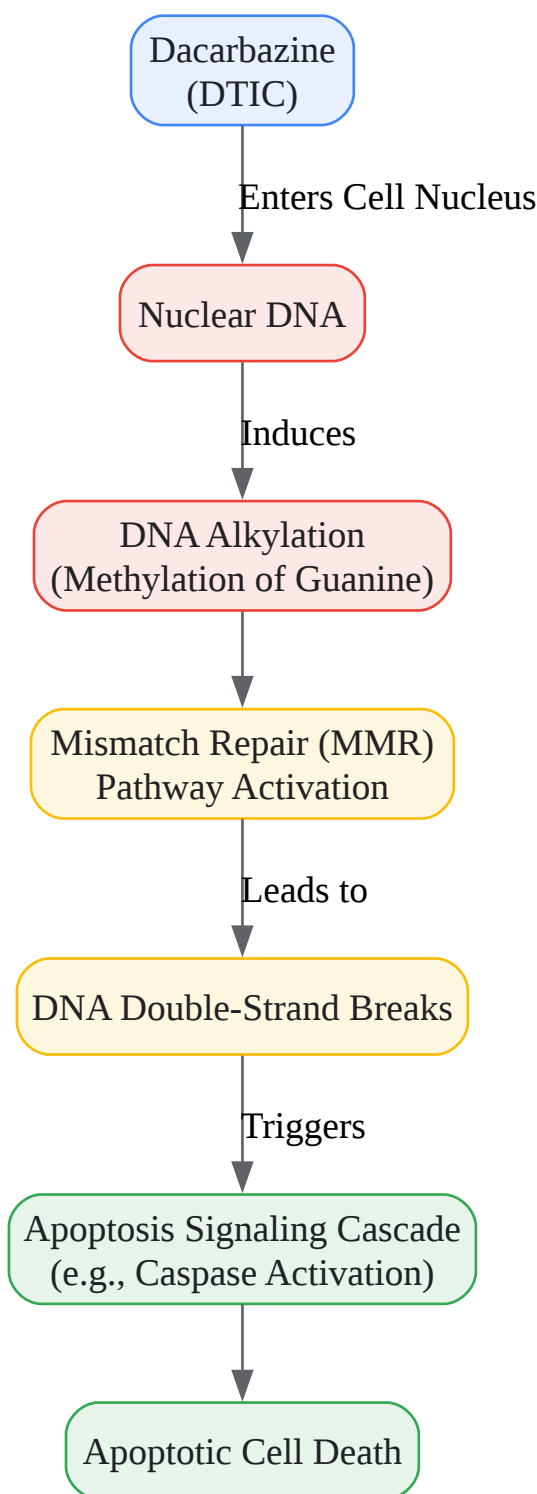 Dacarbazine
(DTIC)
Enters Cell Nucleus
Nuclear DNA
Induces
DNA Alkylation
(Methylation of Guanine)
Mismatch Repair (MMR)
Pathway Activation
Leads to
DNA Double-Strand Breaks
Triggers
Apoptosis Signaling Cascade
(e.g., Caspase Activation)
Apoptotic Cell Death